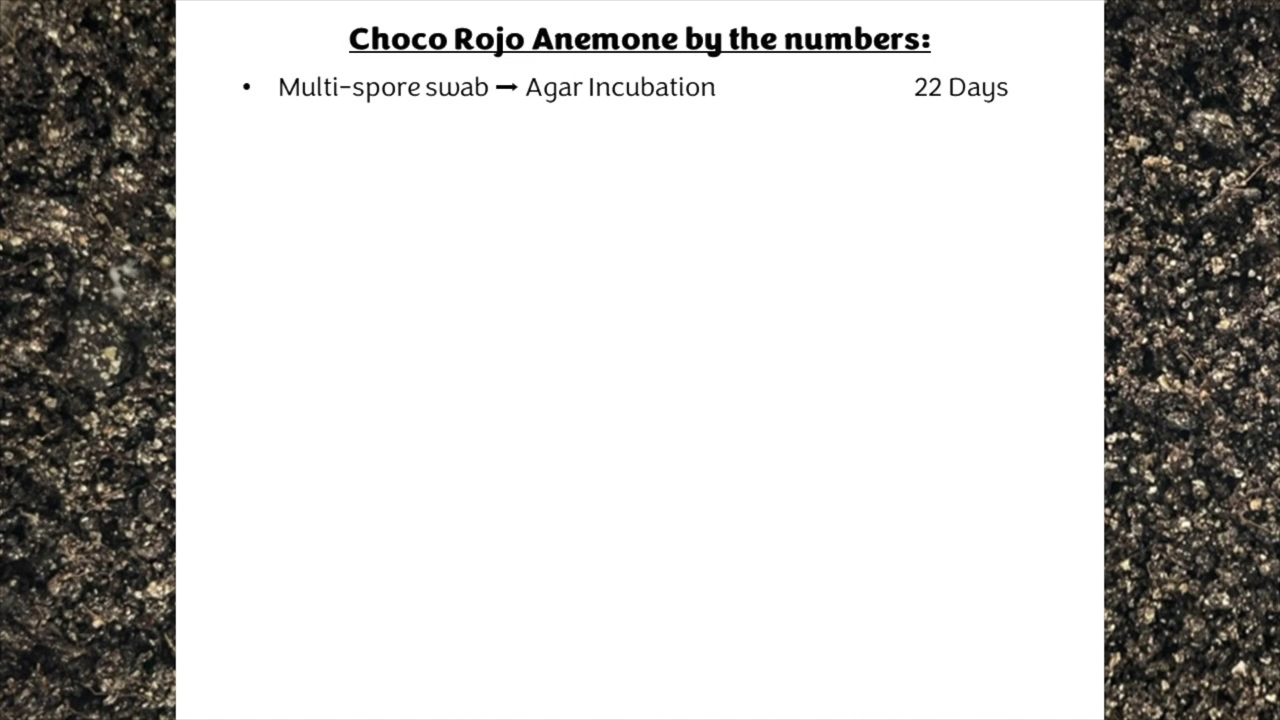 Choco Rojo Anemone by the numbers:
• Multi-spore swab ➞ Agar Incubation 22 Days